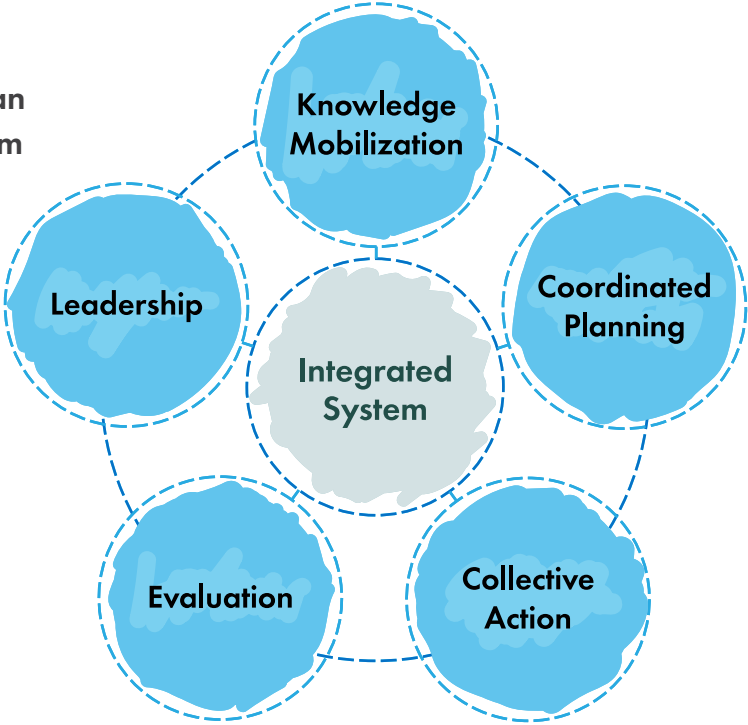 Knowledge
Mobilization
Leadership
Coordinated
Planning
Integrated
System
Evaluation
Collective
Action